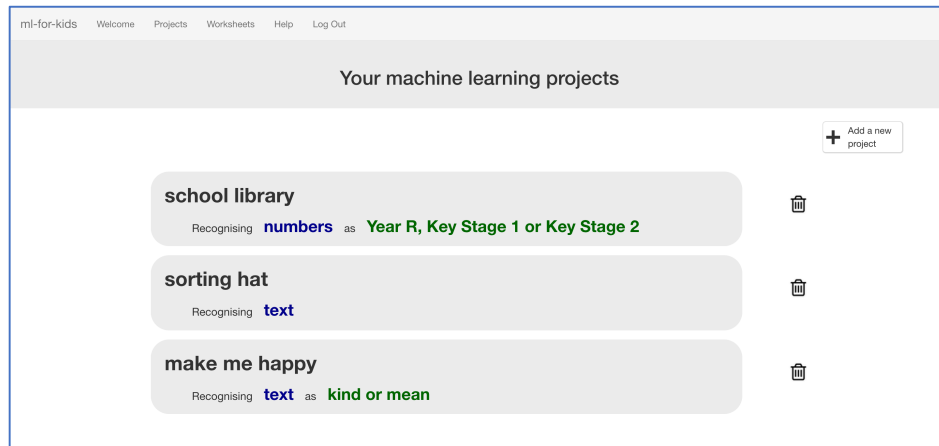 ml-for-kids Welcome Projects Worksheets Help Log Out
Your machine learning projects
Add a new
project
school library
Recognising numbers as Year R, Key Stage 1 or Key Stage 2
sorting hat
Recognising text
make me happy
Recognising text as kind or mean